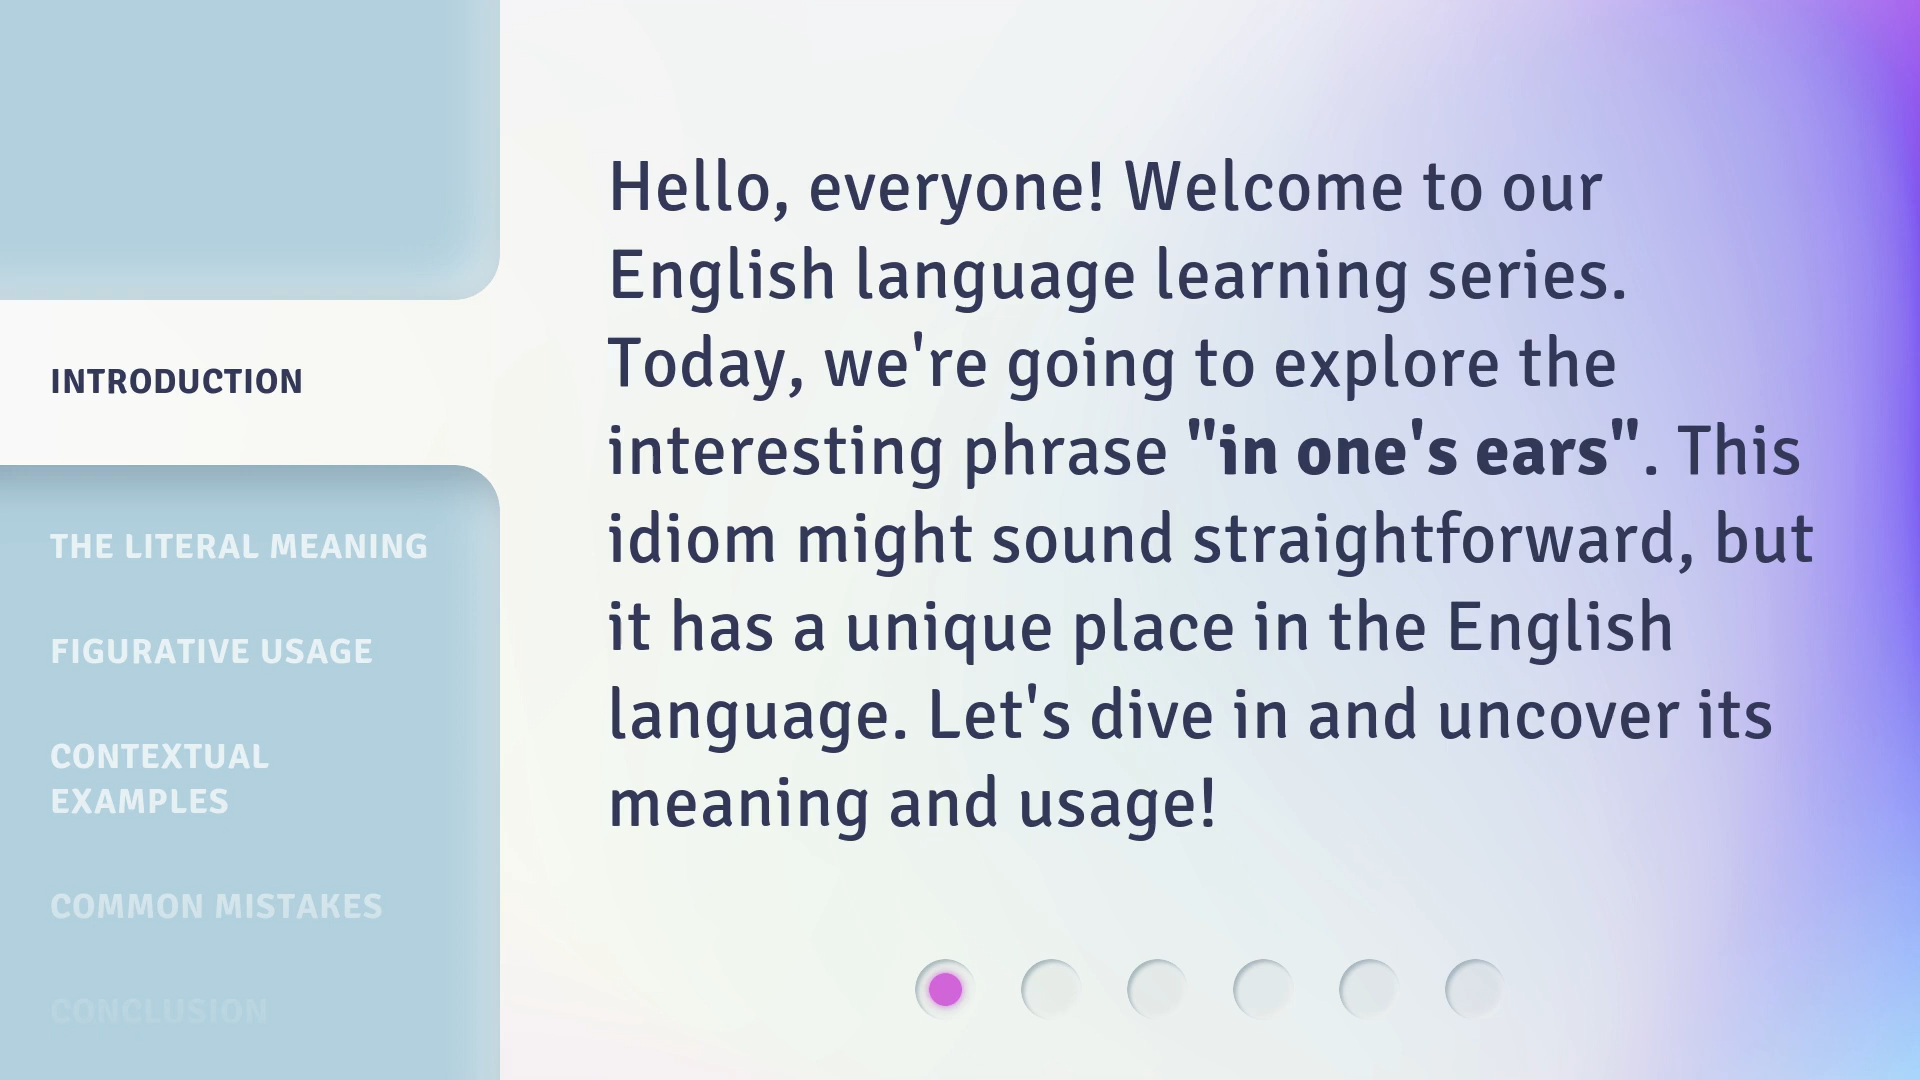 INTRODUCTION
THE LITERAL MEANING
FIGURATIVE USAGE
CONTEXTUAL
EXAMPLES
COMMON MISTAKES
CONCLUSION
Hello, everyone! Welcome to our
English language learning series.
Today, we're going to explore the
interesting phrase "in one's ears". This
idiom might sound straightforward, but
it has a unique place in the English
language. Let's dive in and uncover its
meaning and usage!